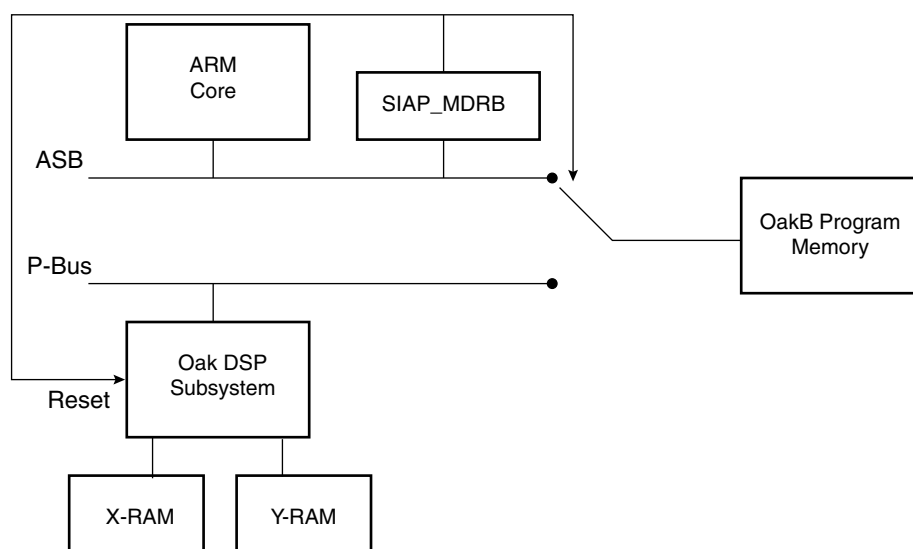 ARM
Core
SIAP_MDRB
ASB
OakB Program
Memory
P-Bus
Oak DSP
Subsystem
Reset
X-RAM
Y-RAM